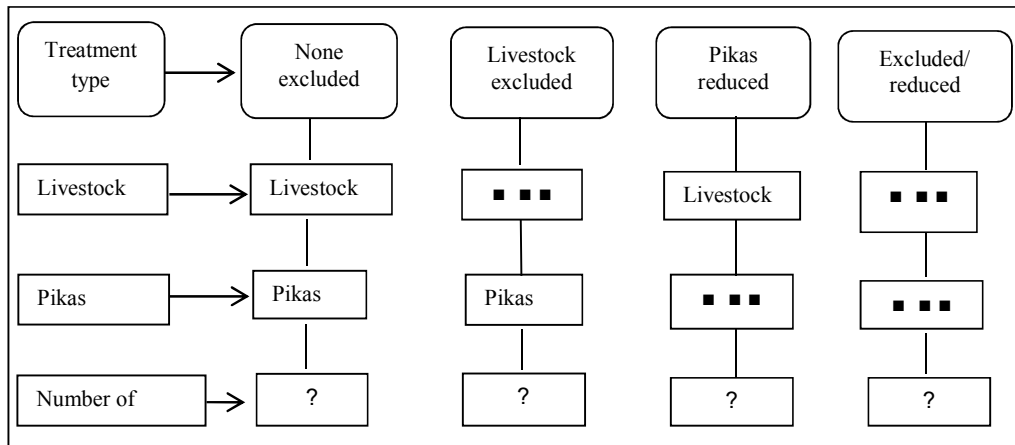 Treatment
type
None
excluded
Livestock
excluded
Pikas
reduced
Excluded/
reduced
Livestock
Livestock
■ ■ ■
Livestock
■ ■ ■
Pikas
Pikas
Pikas
■ ■ ■
■ ■ ■
Number of
?
?
?
?